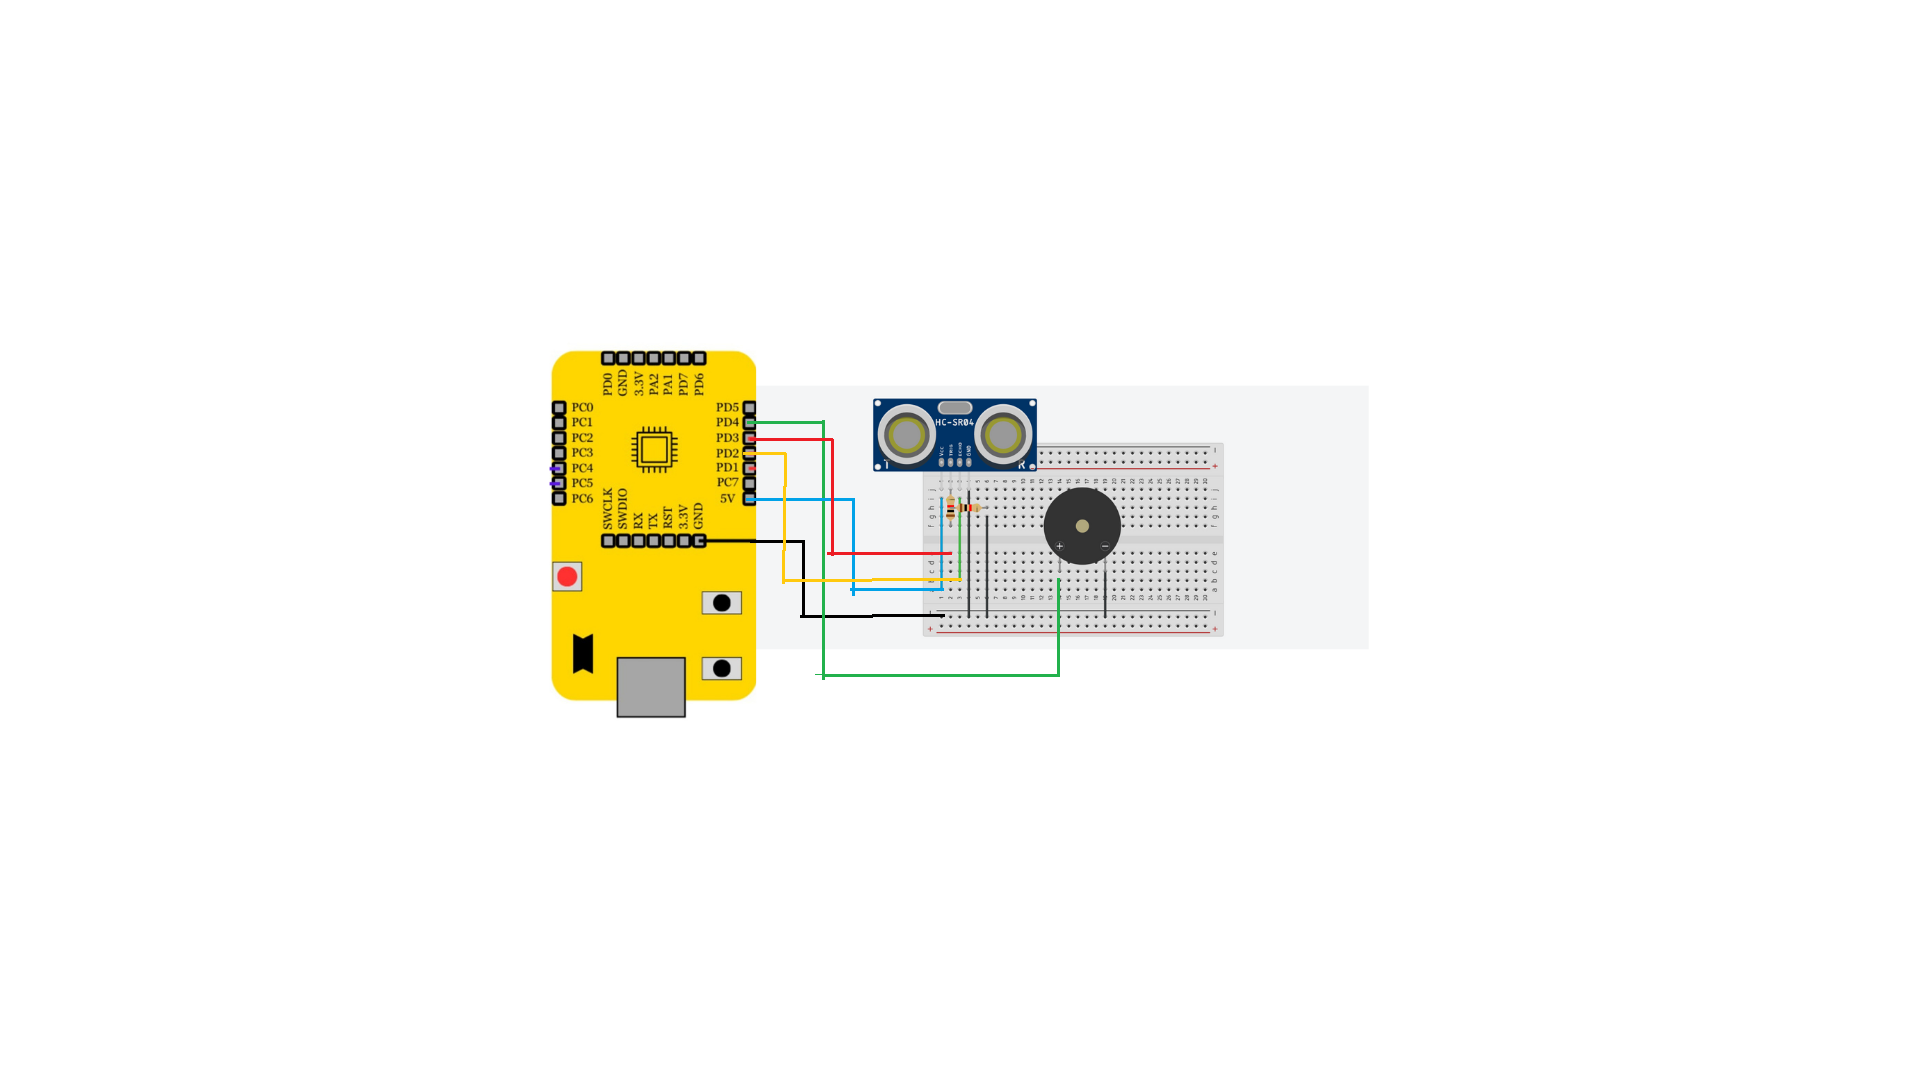 PD0
GND
3.3V
PA2
PA1
PD7
PD6
PC0
PC1
PC2
PC3
PC4
PC5
PC6
PD5
PD4
PD3
PD2
PD1
PC7
5V
SWCLK
SWDIO
RX
TX
RST
3.3V
GND
HC-SR04
Vcc
TRIG
ECHO
GND
T
R